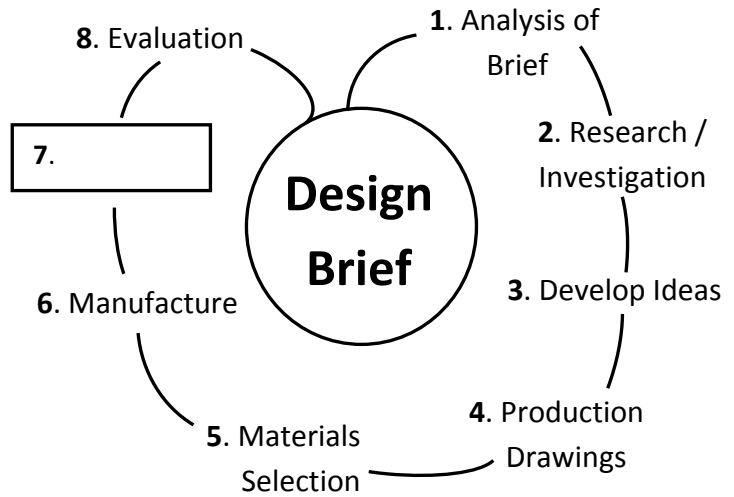 Design
Brief
1. Analysis of
Brief
2. Research /
Investigation
3. Develop Ideas
4. Production
Drawings
5. Materials
Selection
6. Manufacture
7.
8. Evaluation